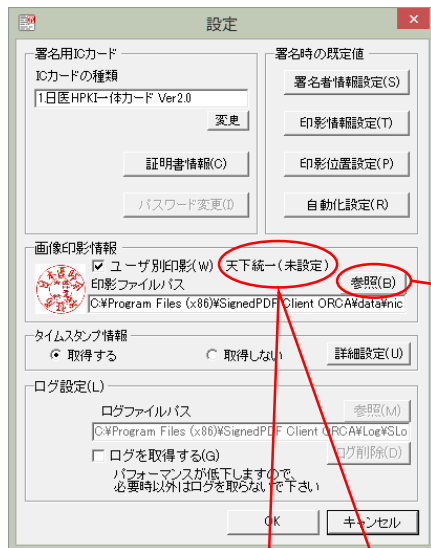 設定
署名用ICカード
ICカードの種類
1.日医HPKI一体カード Ver2.0
変更
証明書情報(C)
パスワード変更(I)
署名時の既定値
署名者情報設定(S)
印影情報設定(T)
印影位置設定(P)
自動化設定(R)
画像印影情報
ユーザ別印影(W) 天下統一(未設定)
印影ファイルパス
参照(B)
C:¥Program Files (x86)¥SignedPDF Client ORCA¥data¥nic
タイムスタンプ情報
取得する
取得しない
詳細設定(U)
ログ設定(L)
ログファイルパス
参照(M)
C:¥Program Files (x86)¥SignedPDF Client ORCA¥Log¥SLo
ログを取得する(G)
ログ削除(D)
パフォーマンスが低下しますので、
必要時以外はログを取らないで下さい
OK
キャンセル